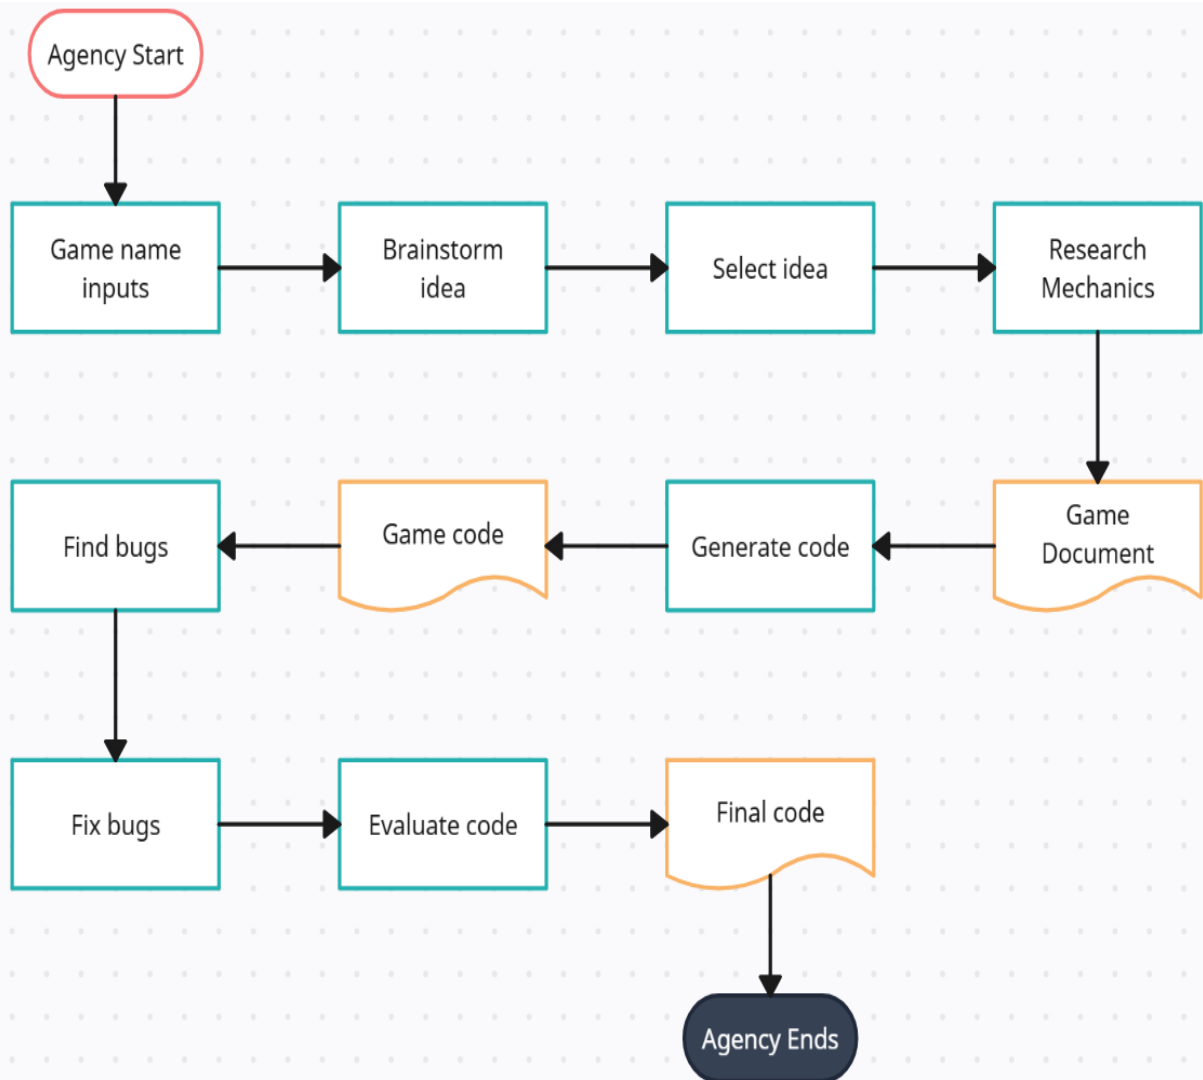 Agency Start
Game name
inputs
Brainstorm
idea
Select idea
Research
Mechanics
Game
Document
Generate code
Game code
Find bugs
Fix bugs
Evaluate code
Final code
Agency Ends